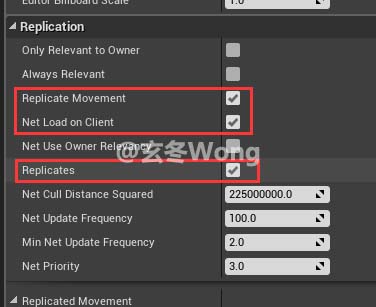 Editor Billboard Scale
1.0
Replication
Only Relevant to Owner
Always Relevant
Replicate Movement
Net Load on Client
Net Use Owner Relevancy
@玄冬Wong
Replicates
Net Cull Distance Squared
225000000.0
Net Update Frequency
100.0
Min Net Update Frequency
2.0
Net Priority
3.0
Replicated Movement